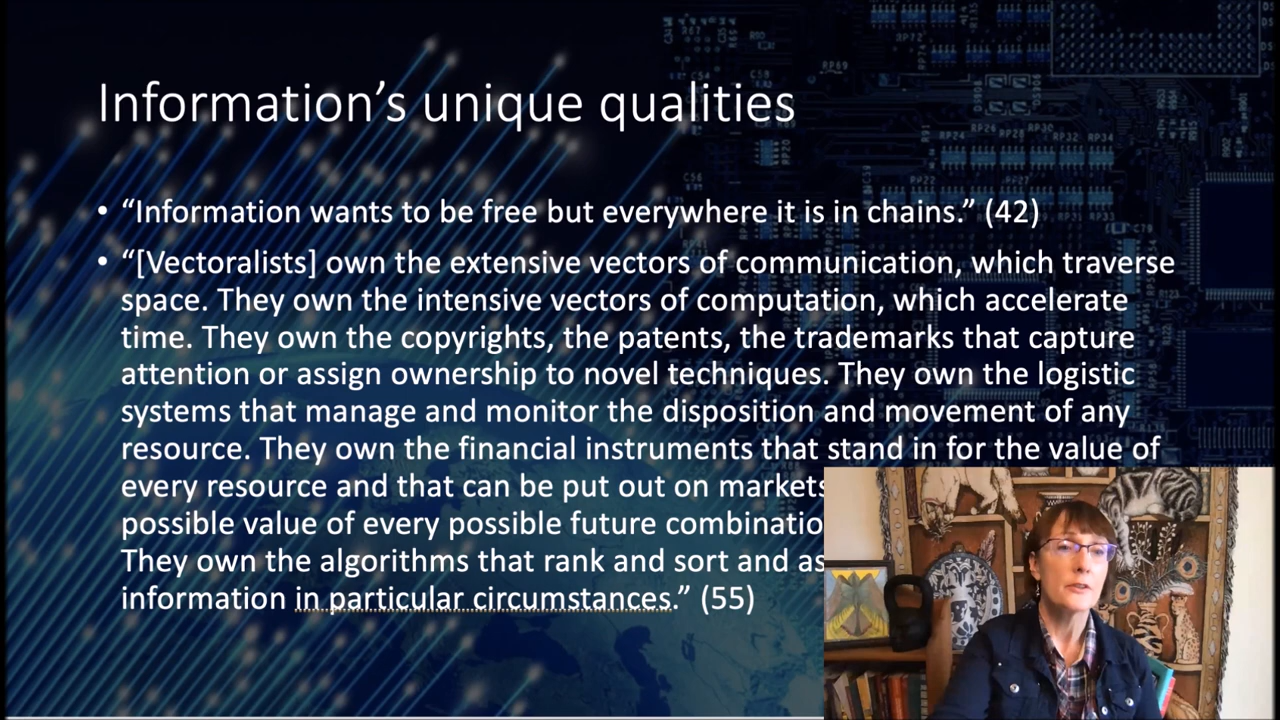 Information’s unique qualities
• “Information wants to be free but everywhere it is in chains.” (42)
• “[Vectoralists] own the extensive vectors of communication, which traverse
space. They own the intensive vectors of computation, which accelerate
time. They own the copyrights, the patents, the trademarks that capture
attention or assign ownership to novel techniques. They own the logistic
systems that manage and monitor the disposition and movement of any
resource. They own the financial instruments that stand in for the value of
every resource and that can be put out on markets
possible value of every possible future
They own the algorithms that rank and sort and
information in particular circumstances.” (55)